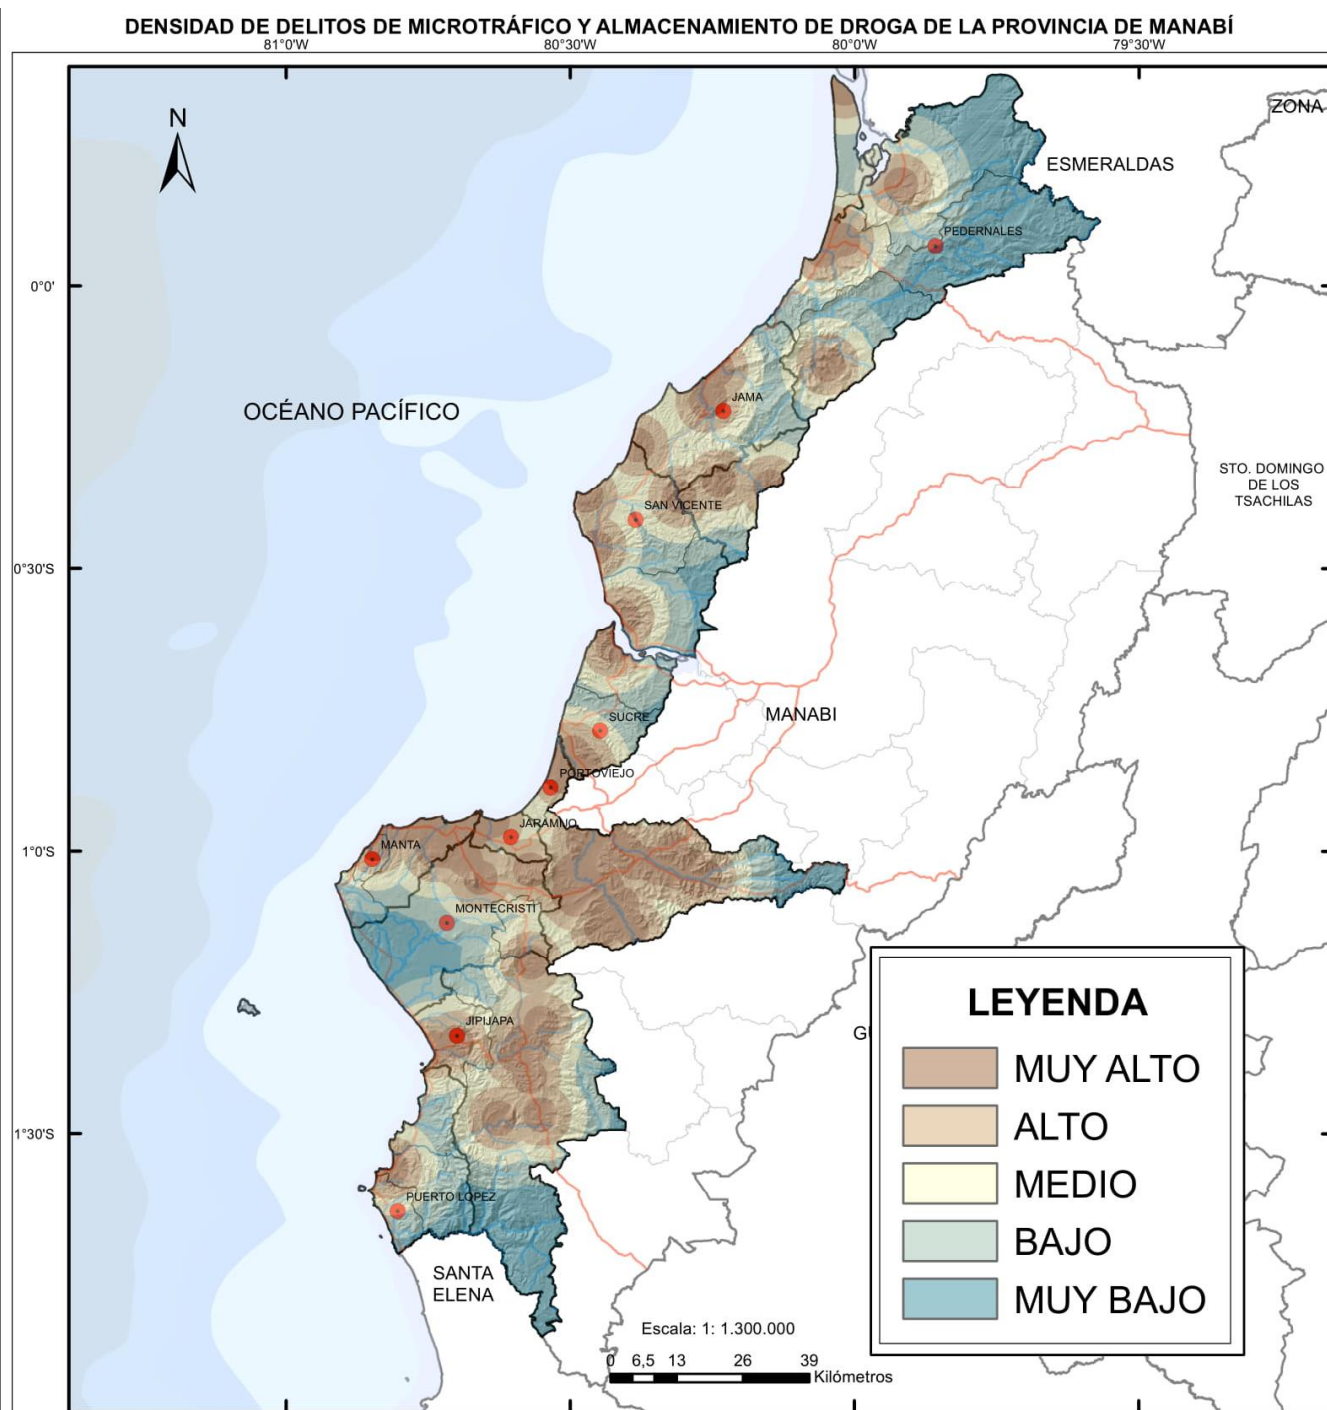 DENSIDAD DE DELITOS DE MICROTRÁFICO Y ALMACENAMIENTO DE DROGA DE LA PROVINCIA DE MANABÍ
81°0'W 80°30'W 80°0'W 79°30'W
N
ZONA
ESMERALDAS
PEDERNALES
0°0'
JAMA
OCÉANO PACÍFICO
STO. DOMINGO
DE LOS
TSACHILAS
SAN VICENTE
0°30'S
SUCRE
MANABI
PORTOVIEJO
JARAMIJO
MANTA
1°0'S
MONTECRISTI
JIPIJAPA
1°30'S
PUERTO LOPEZ
SANTA
ELENA
LEYENDA
MUY ALTO
ALTO
MEDIO
BAJO
MUY BAJO
Escala: 1: 1.300.000
0 6,5 13 26 39
Kilómetros